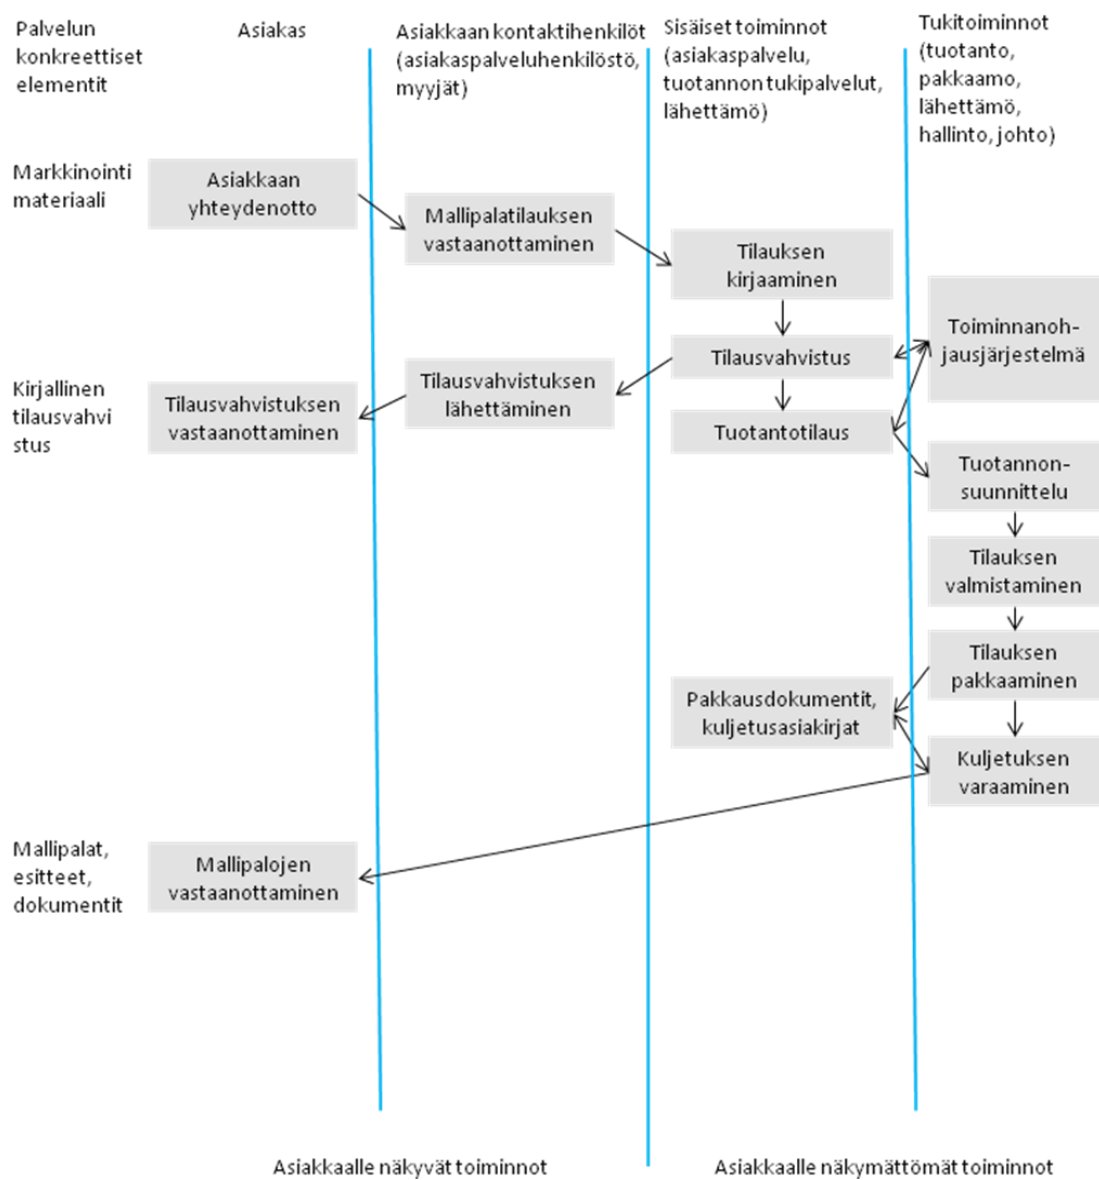 Palvelun
konkreettiset
elementit
Asiakas
Asiakkaan kontaktihenkilöt
(asiakaspalveluhenkilöstö,
myyjät)
Sisäiset toiminnot
(asiakaspalvelu,
tuotannon tukipalvelut,
lähettämö)
Tukitoiminnot
(tuotanto,
pakkaamo,
lähettämö,
hallinto, johto)
Markkinointi
materiaali
Asiakkaan
yhteydenotto
Mallipalatilauksen
vastaanottaminen
Tilauksen
kirjaaminen
Toiminnanoh-
jausjärjestelmä
Tilausvahvistus
Kirjallinen
tilausvahvi
stus
Tilausvahvistuksen
vastaanottaminen
Tilausvahvistuksen
lähettäminen
Tuotantotilaus
Tuotannon-
suunnittelu
Tilauksen
valmistaminen
Tilauksen
pakkaaminen
Pakkausdokumentit,
kuljetusasiakirjat
Kuljetuksen
varaaminen
Mallipalat,
esitteet,
dokumentit
Mallipalojen
vastaanottaminen
Asiakkaalle näkyvät toiminnot
Asiakkaalle näkymättömät toiminnot